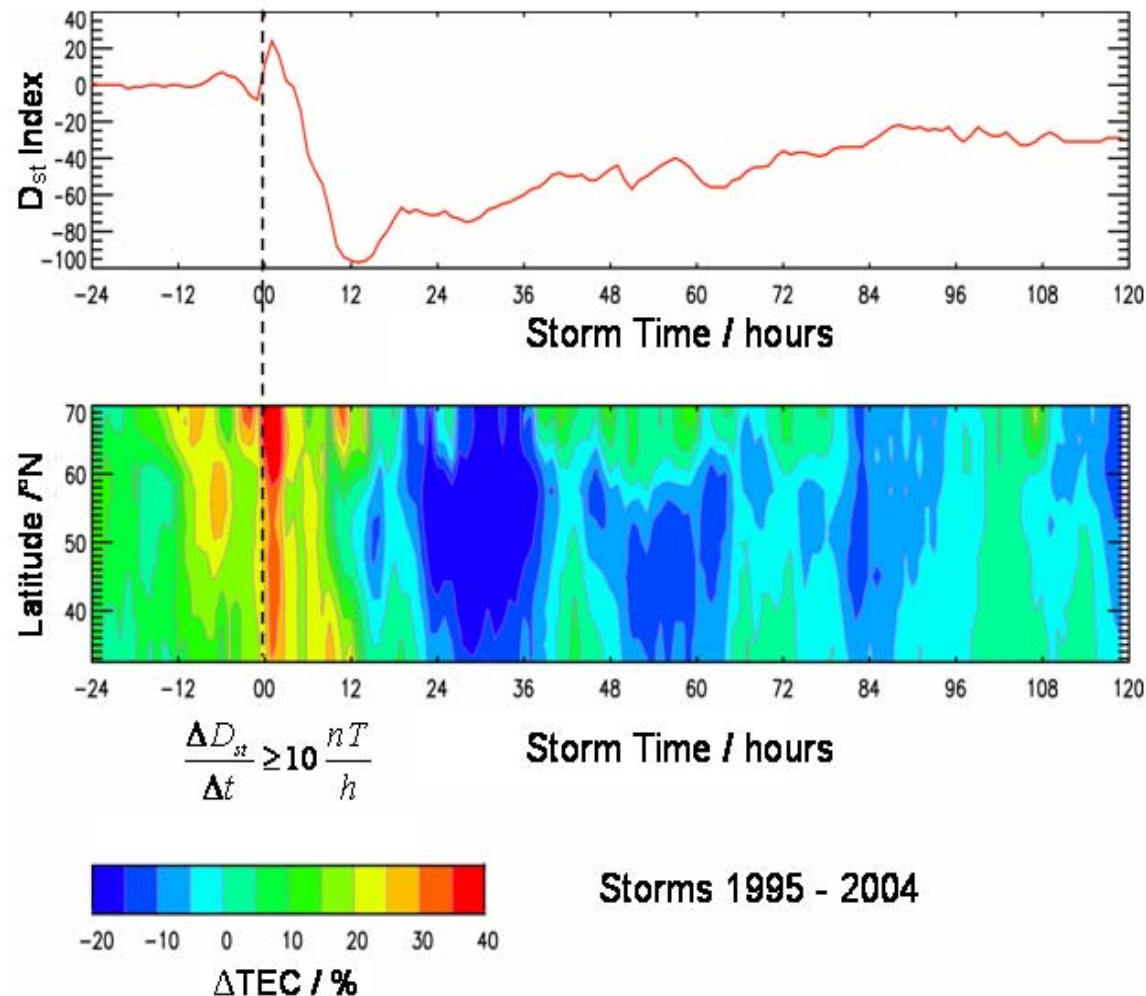 40
20
0
-20
-40
-60
-80
-100
Dst Index
-24 -12 00 12 24 36 48 60 72 84 96 108 120
Storm Time / hours
70
60
50
40
Latitude /°N
-24 -12 00 12 24 36 48 60 72 84 96 108 120
ΔDst/Δt ≥10 nT/h
Storm Time / hours
Storms 1995 - 2004
-20 -10 0 10 20 30 40
ΔTEC / %